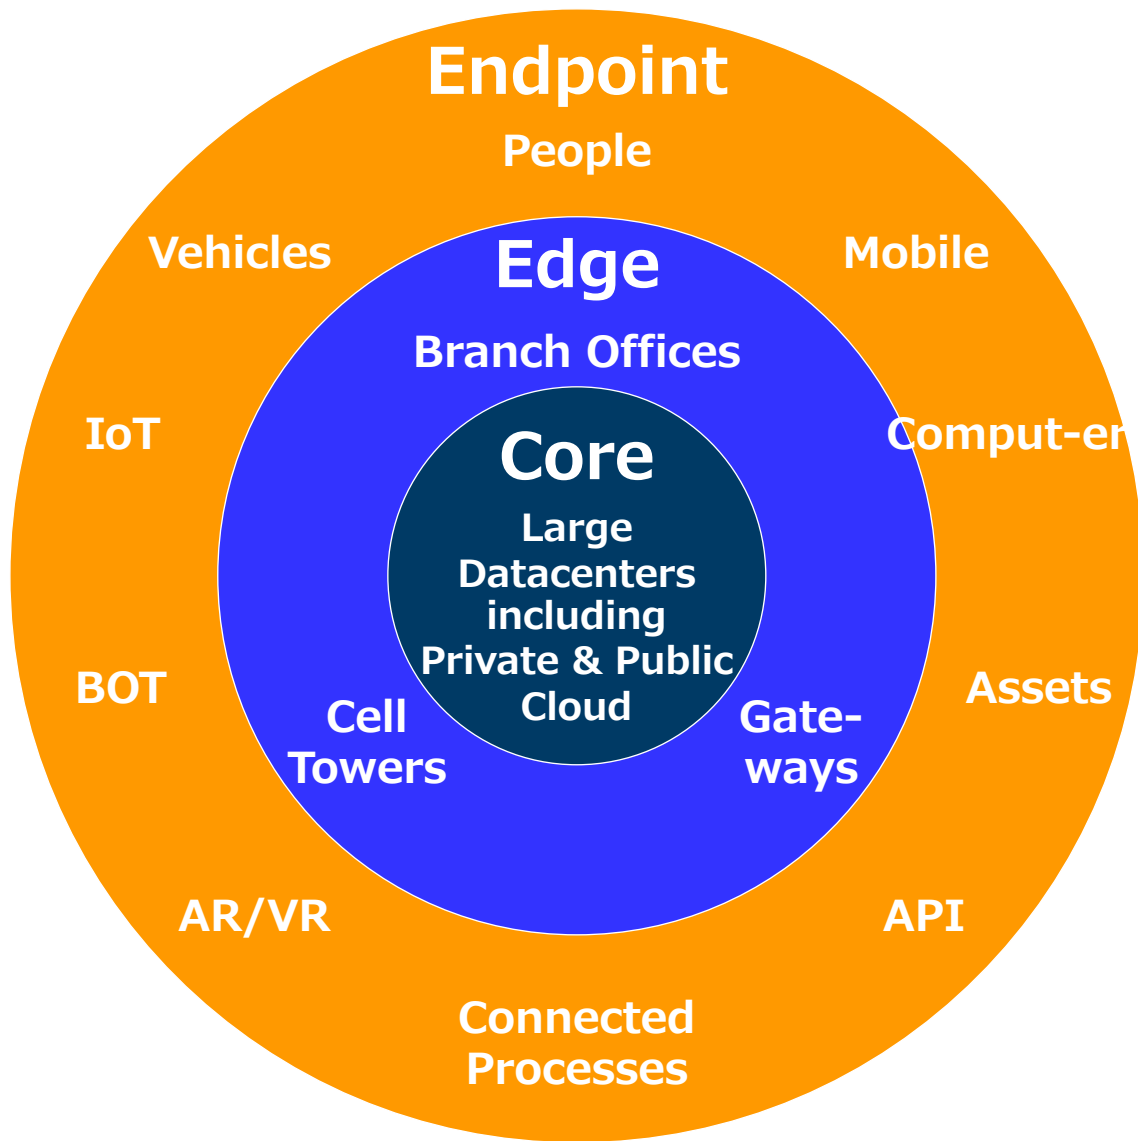 Endpoint
People
Vehicles
Mobile
Edge
Branch Offices
IoT
Comput-er
Core
Large
Datacenters
including
Private & Public
Cloud
BOT
Assets
Cell
Towers
Gate-
ways
AR/VR
API
Connected
Processes